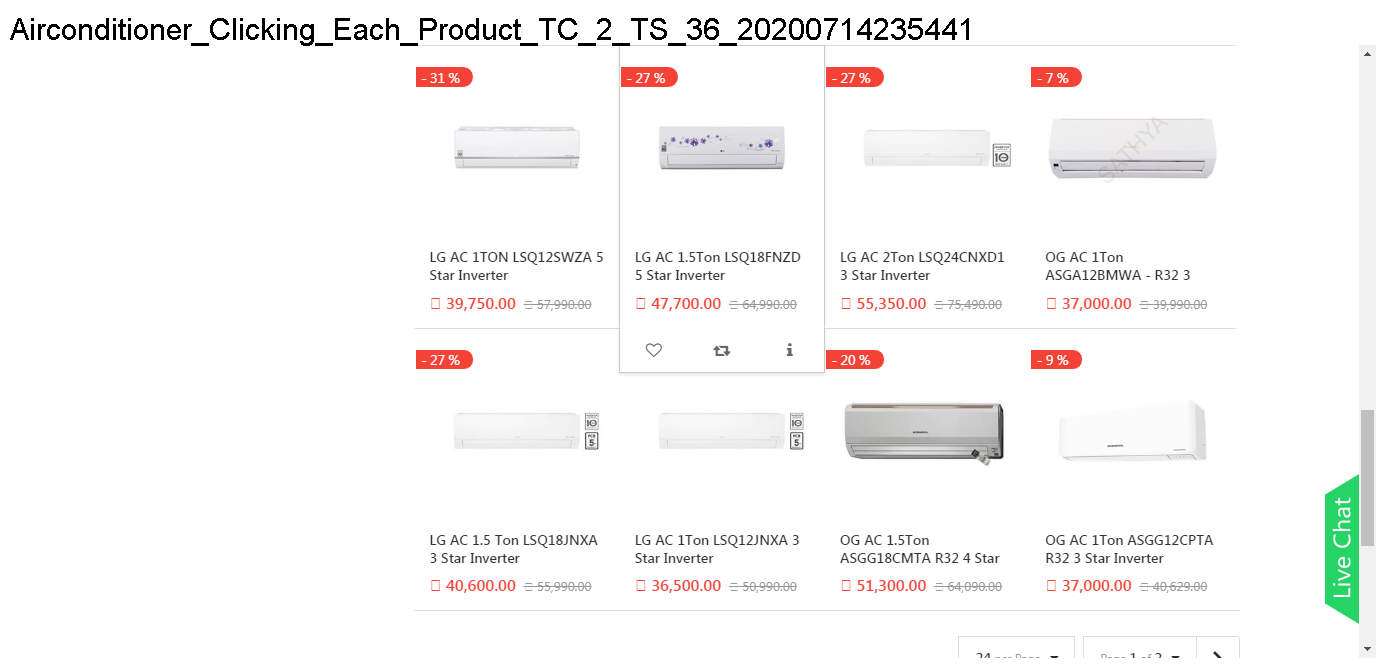 Airconditioner_Clicking_Each_Product_TC_2_TS_36_20200714235441
- 31 %
- 27 %
- 27 %
- 7 %
SATHYA
LG AC 1TON LSQ12SWZA 5
Star Inverter
39,750.00 57,990.00
LG AC 1.5Ton LSQ18FNZD
5 Star Inverter
47,700.00 64,990.00
LG AC 2Ton LSQ24CNXD1
3 Star Inverter
55,350.00 75,490.00
OG AC 1Ton
ASGA12BMWA - R32 3
37,000.00 39,990.00
- 27 %
- 20 %
- 9 %
LG AC 1.5 Ton LSQ18JNXA
3 Star Inverter
40,600.00 55,990.00
LG AC 1Ton LSQ12JNXA 3
Star Inverter
36,500.00 50,990.00
OG AC 1.5Ton
ASGG18CMTA R32 4 Star
51,300.00 64,090.00
OG AC 1Ton ASGG12CPTA
R32 3 Star Inverter
37,000.00 40,629.00
Live Chat
24 per Page
Page 1 of 2